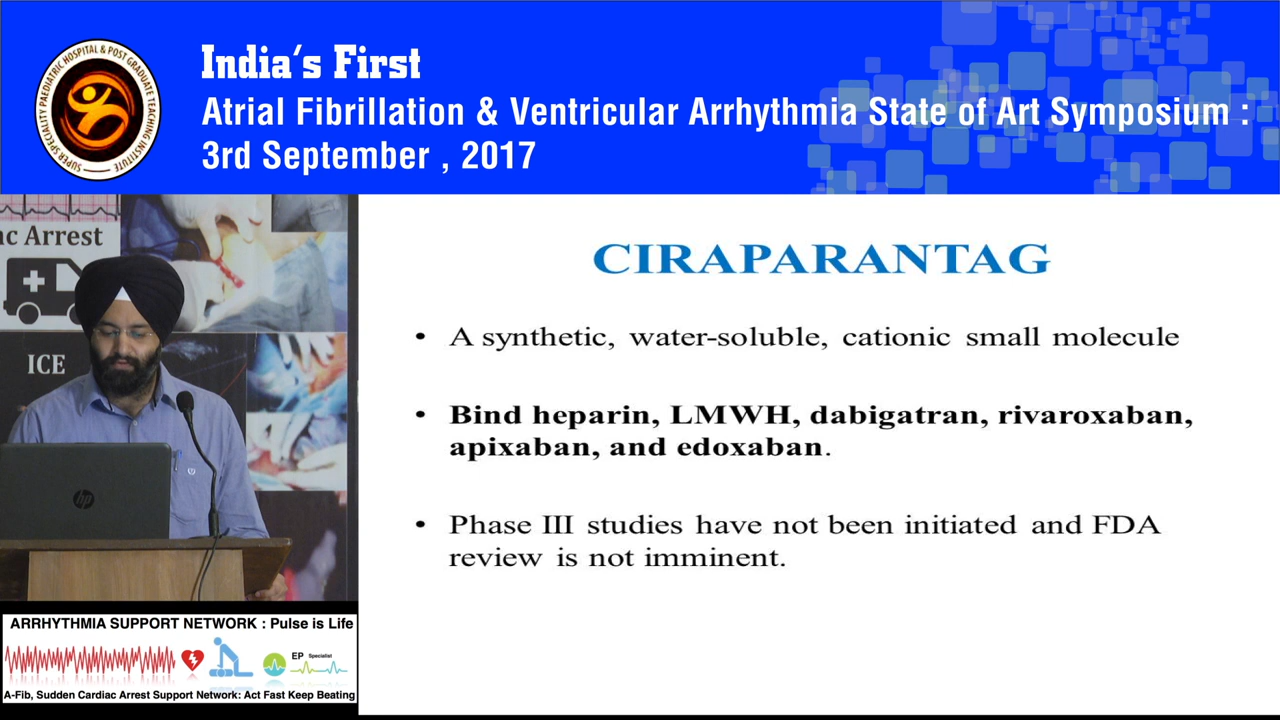 India's First
Atrial Fibrillation & Ventricular Arrhythmia State of Art Symposium :
3rd September , 2017
SUPER SPECIALITY PAEDIATRIC HOSPITAL & POST GRADUATE TEACHING INSTITUTE
ac Arrest
ICE
hp
CIRAPARANTAG
• A synthetic, water-soluble, cationic small molecule
• Bind heparin, LMWH, dabigatran, rivaroxaban,
apixaban, and edoxaban.
• Phase III studies have not been initiated and FDA
review is not imminent.
ARRHYTHMIA SUPPORT NETWORK : Pulse is Life
EP Specialist
A-Fib, Sudden Cardiac Arrest Support Network: Act Fast Keep Beating